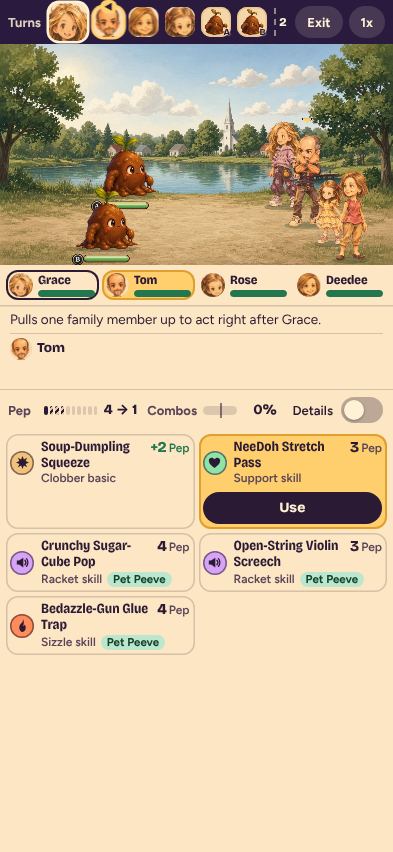 Turns
A
B
2
Exit
1x
B
Grace
Tom
Rose
Deedee
Pulls one family member up to act right after Grace.
Tom
Pep
4 → 1
Combos
0%
Details
Soup-Dumpling
Squeeze
+2 Pep
Clobber basic
NeeDoh Stretch
Pass
3 Pep
Support skill
Use
Crunchy Sugar-
Cube Pop
4 Pep
Racket skill Pet Peeve
Open-String Violin
Screech
3 Pep
Racket skill Pet Peeve
Bedazzle-Gun Glue
Trap
4 Pep
Sizzle skill Pet Peeve